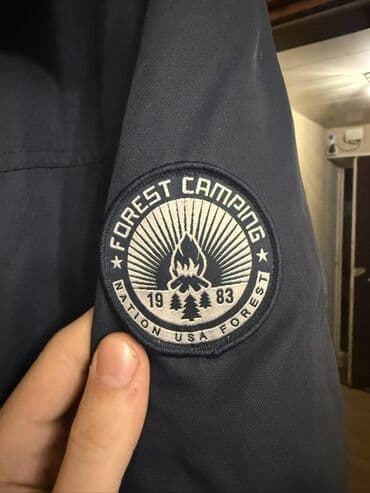 FOREST CAMPING
19 83
NATION USA FOREST